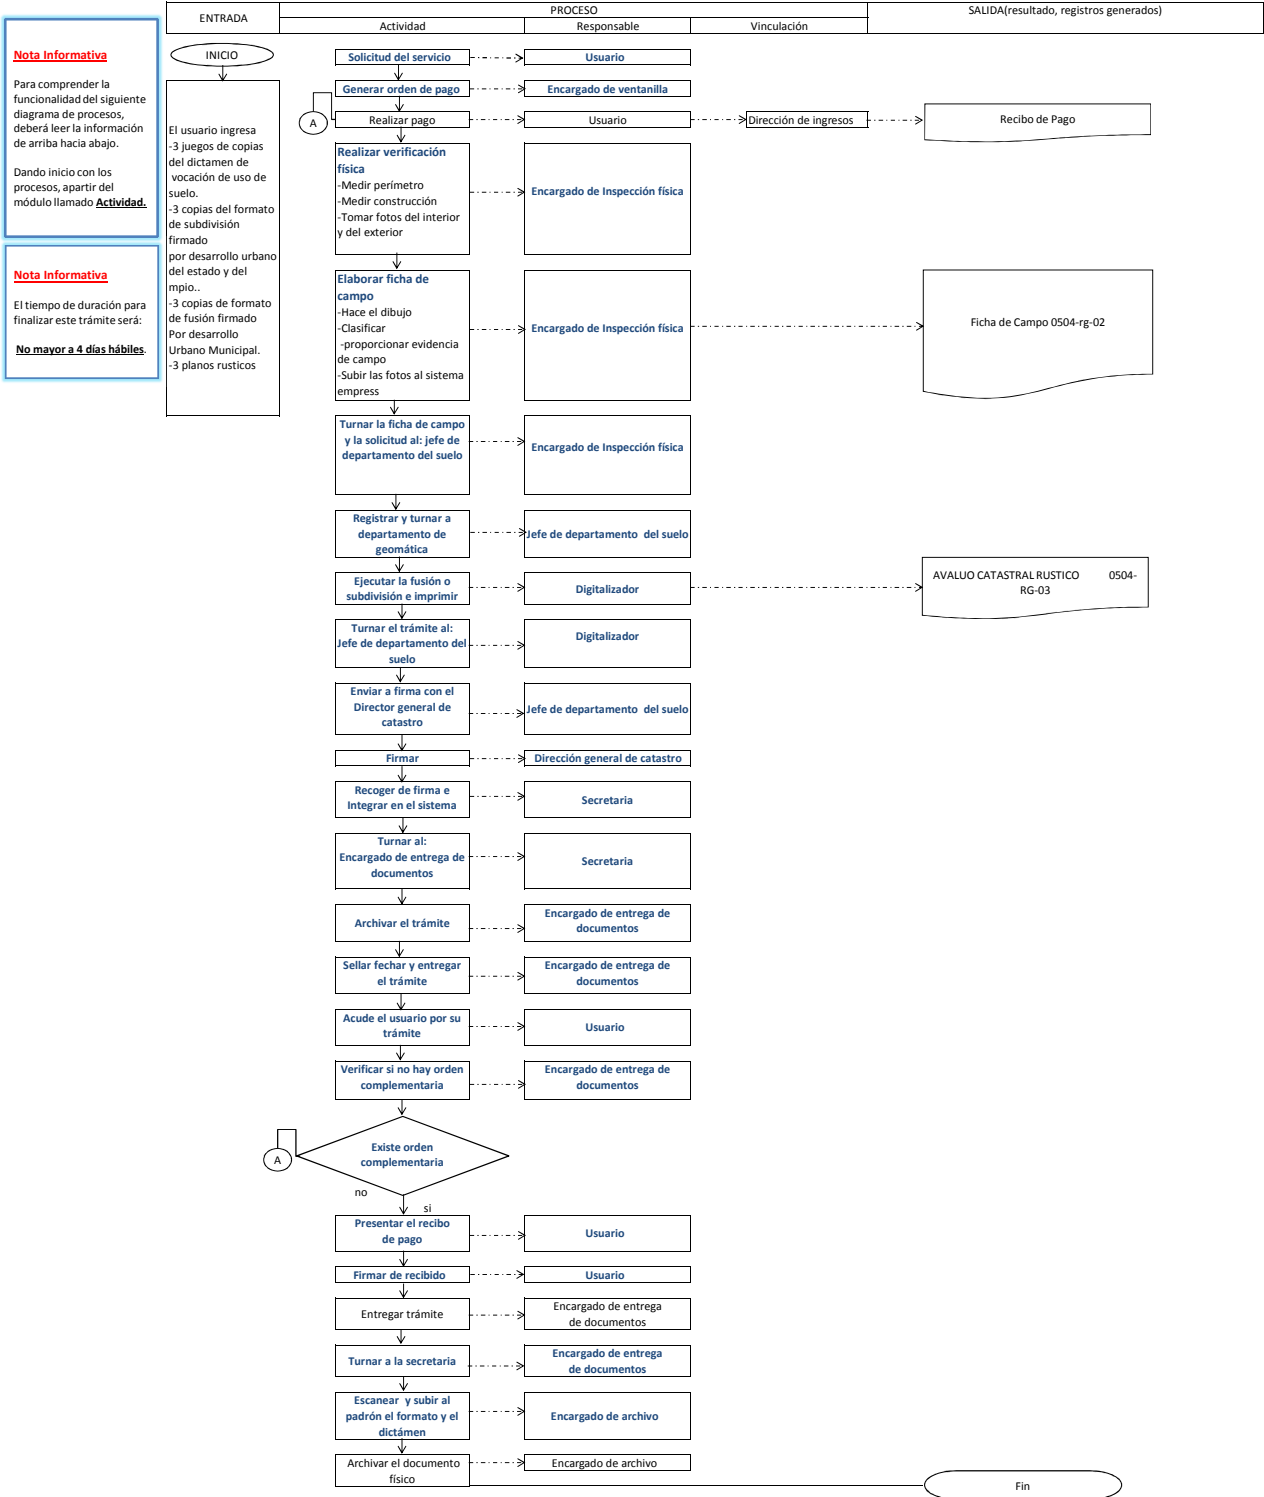 ENTRADA
PROCESO
SALIDA(resultado, registros generados)
Actividad
Responsable
Vinculación
Nota Informativa
Para comprender la
funcionalidad del siguiente
diagrama de procesos,
deberá leer la información
de arriba hacia abajo.
Dando inicio con los
procesos, apartir del
módulo llamado Actividad.
Nota Informativa
El tiempo de duración para
finalizar este trámite será:
No mayor a 4 días hábiles.
INICIO
El usuario ingresa
-3 juegos de copias
del dictamen de
vocación de uso de
suelo.
-3 copias del formato
de subdivisión
firmado
por desarrollo urbano
del estado y del
mpio..
-3 copias de formato
de fusión firmado
Por desarrollo
Urbano Municipal.
-3 planos rusticos
Solicitud del servicio
Usuario
Generar orden de pago
Encargado de ventanilla
A
Realizar pago
Usuario
Dirección de ingresos
Recibo de Pago
Realizar verificación
física
-Medir perímetro
-Medir construcción
-Tomar fotos del interior
y del exterior
Encargado de Inspección física
Elaborar ficha de
campo
-Hace el dibujo
-Clasificar
-proporcionar evidencia
de campo
-Subir las fotos al sistema
empress
Encargado de Inspección física
Ficha de Campo 0504-rg-02
Turnar la ficha de campo
y la solicitud al: jefe de
departamento del suelo
Encargado de Inspección física
Registrar y turnar a
departamento de
geomática
Jefe de departamento del suelo
Ejecutar la fusión o
subdivisión e imprimir
Digitalizador
AVALUO CATASTRAL RUSTICO 0504-
RG-03
Turnar el trámite al:
Jefe de departamento del
suelo
Digitalizador
Enviar a firma con el
Director general de
catastro
Jefe de departamento del suelo
Firmar
Dirección general de catastro
Recoger de firma e
Integrar en el sistema
Secretaria
Turnar al:
Encargado de entrega de
documentos
Secretaria
Archivar el trámite
Encargado de entrega de
documentos
Sellar fechar y entregar
el trámite
Encargado de entrega de
documentos
Acude el usuario por su
trámite
Usuario
Verificar si no hay orden
complementaria
Encargado de entrega de
documentos
A
Existe orden
complementaria
no
si
Presentar el recibo
de pago
Usuario
Firmar de recibido
Usuario
Entregar trámite
Encargado de entrega
de documentos
Turnar a la secretaria
Encargado de entrega
de documentos
Escanear y subir al
padrón el formato y el
dictámen
Encargado de archivo
Archivar el documento
físico
Encargado de archivo
Fin